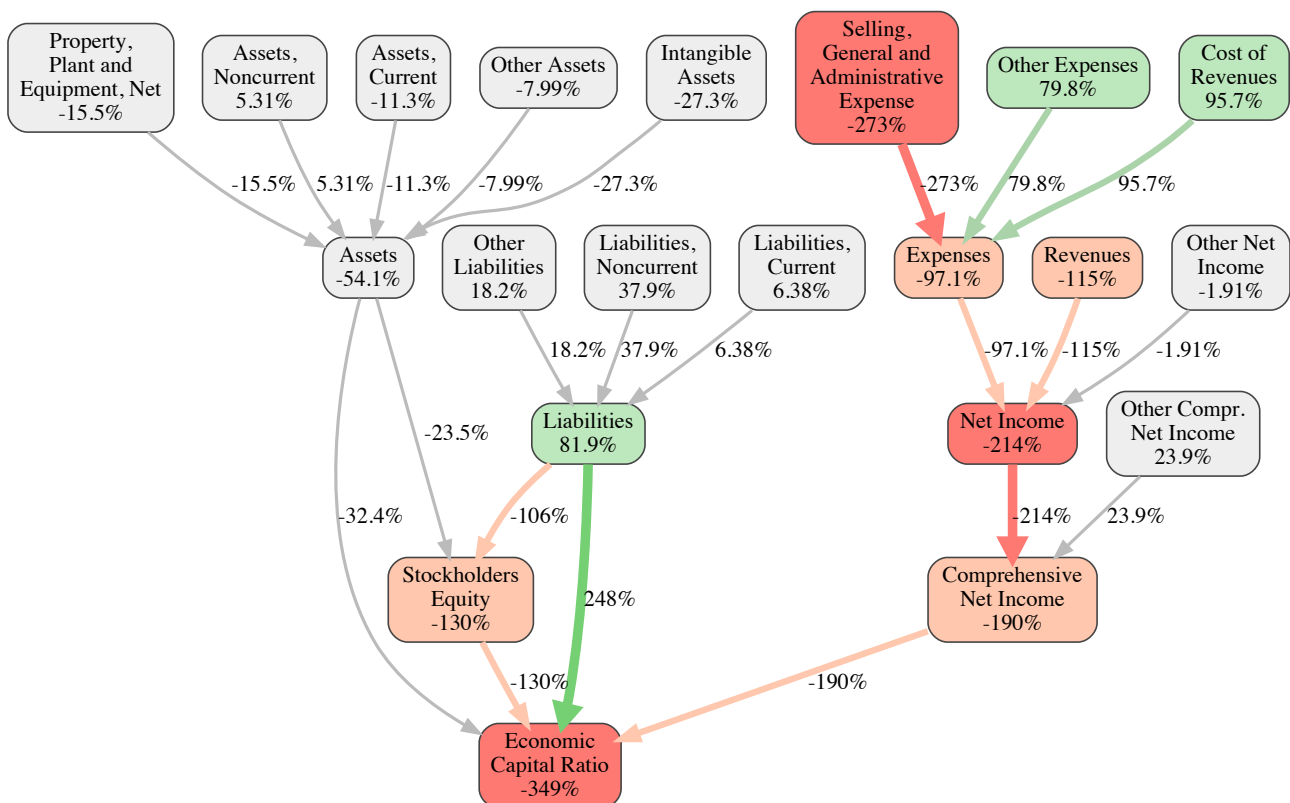 Property,
Plant and
Equipment, Net
-15.5%
Assets,
Noncurrent
5.31%
Assets,
Current
-11.3%
Other Assets
-7.99%
Intangible
Assets
-27.3%
Selling,
General and
Administrative
Expense
-273%
Other Expenses
79.8%
Cost of
Revenues
95.7%
-15.5%
5.31%
-11.3%
-7.99%
-27.3%
-273%
79.8%
95.7%
Assets
-54.1%
Other
Liabilities
18.2%
Liabilities,
Noncurrent
37.9%
Liabilities,
Current
6.38%
Expenses
-97.1%
Revenues
-115%
Other Net
Income
-1.91%
18.2%
37.9%
6.38%
-97.1%
-115%
-1.91%
Liabilities
81.9%
Net Income
-214%
Other Compr.
Net Income
23.9%
-23.5%
-32.4%
-106%
-214%
23.9%
Stockholders
Equity
-130%
248%
Comprehensive
Net Income
-190%
-130%
-190%
Economic
Capital Ratio
-349%